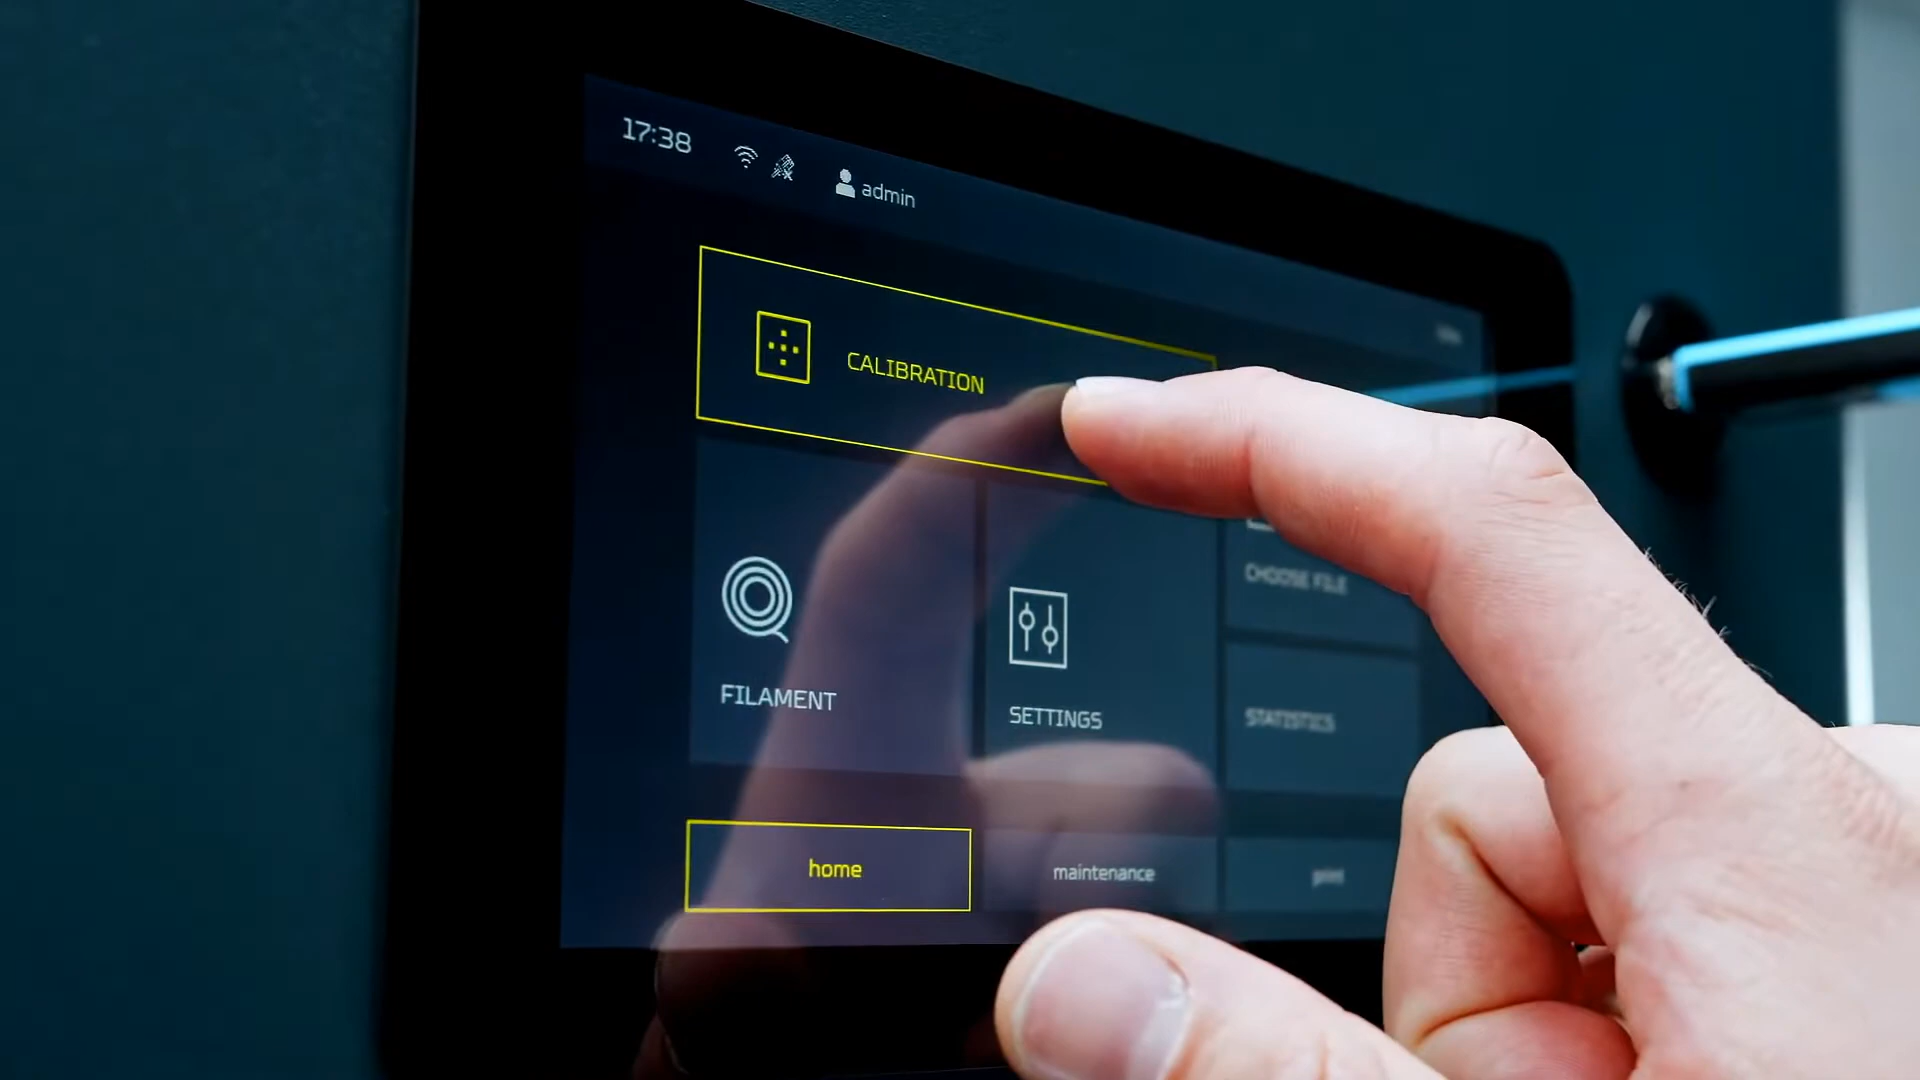 17:38
admin
CALIBRATION
CHOOSE FILE
FILAMENT
SETTINGS
STATISTICS
home
maintenance
print